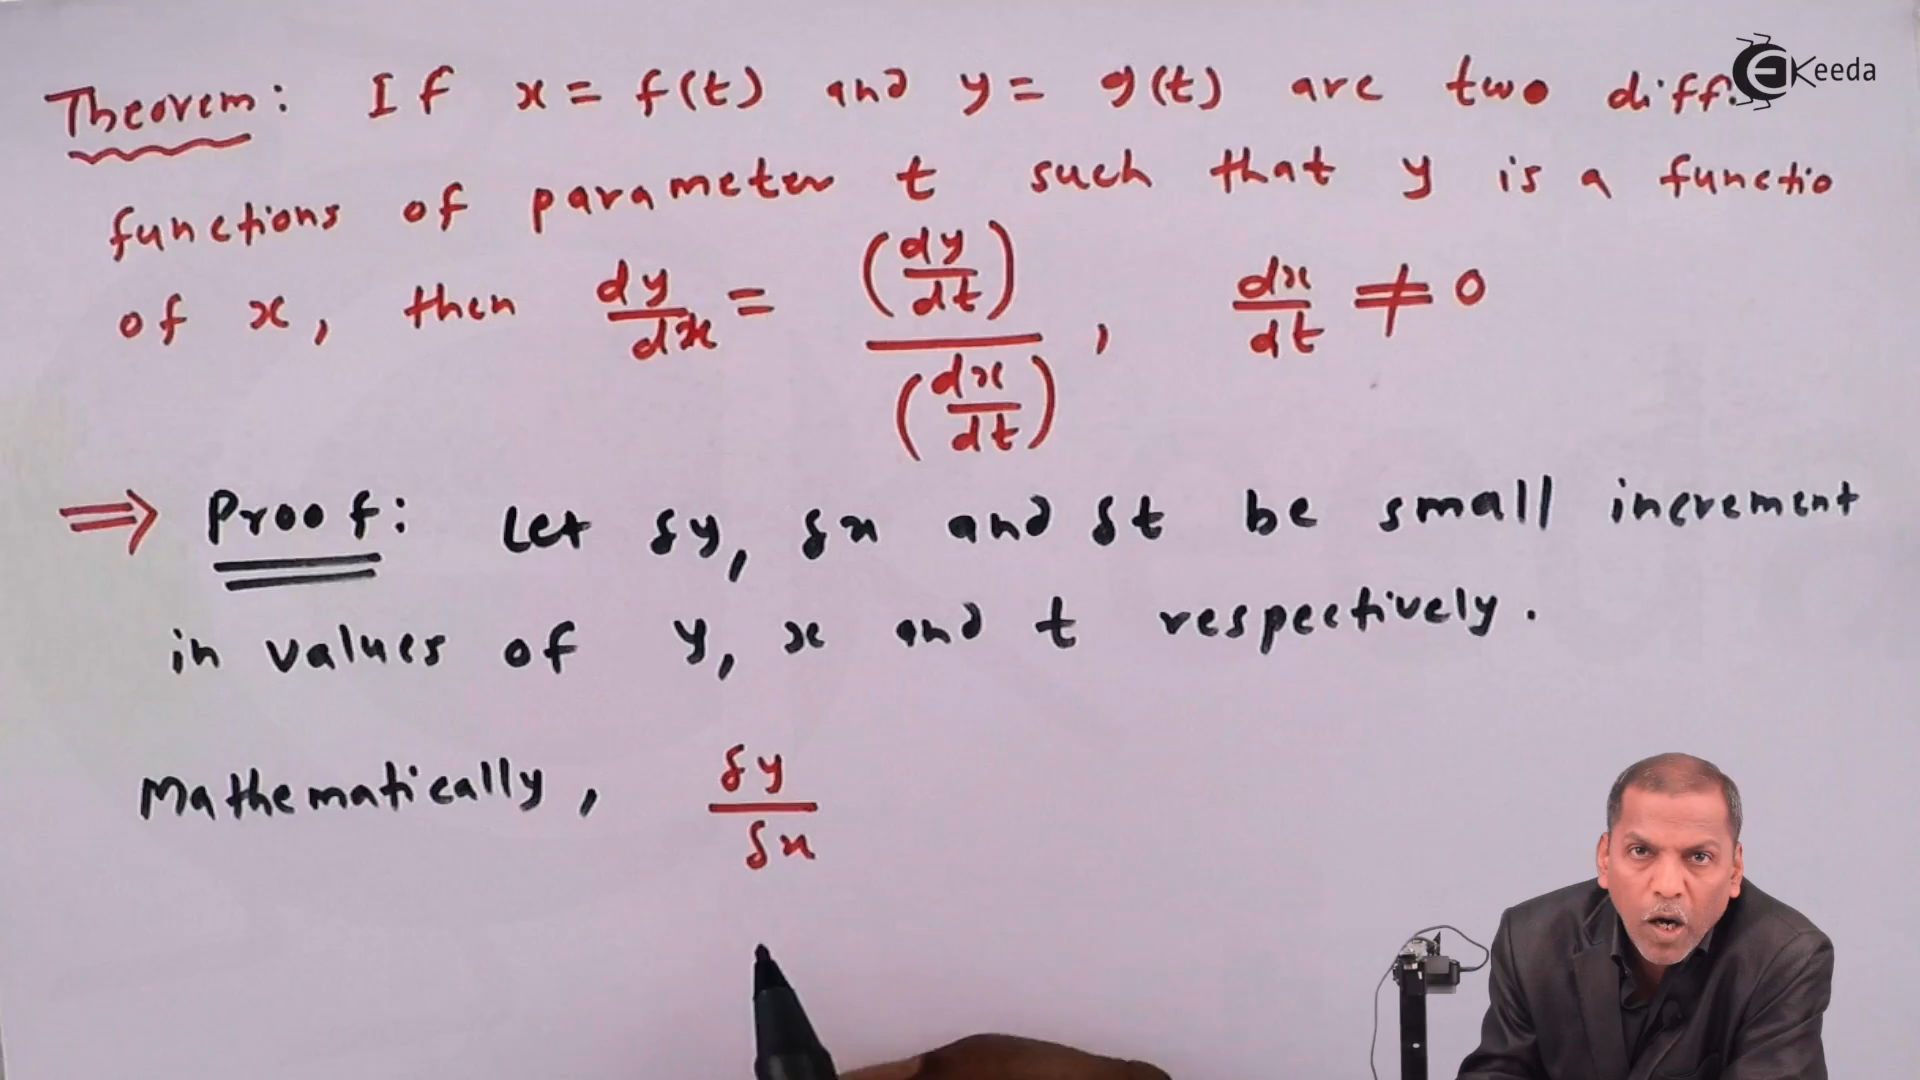 Theorem: If x = f(t) and y = g(t) are two diff.
EKeeda
functions of parameter t such that y is a functio
of x, then dy/dx = (dy/dt)/(dx/dt), dx/dt ≠ 0
⇒ Proof: Let δy, δx and δt be small increment
in values of y, x and t respectively.
Mathematically, δy/δx